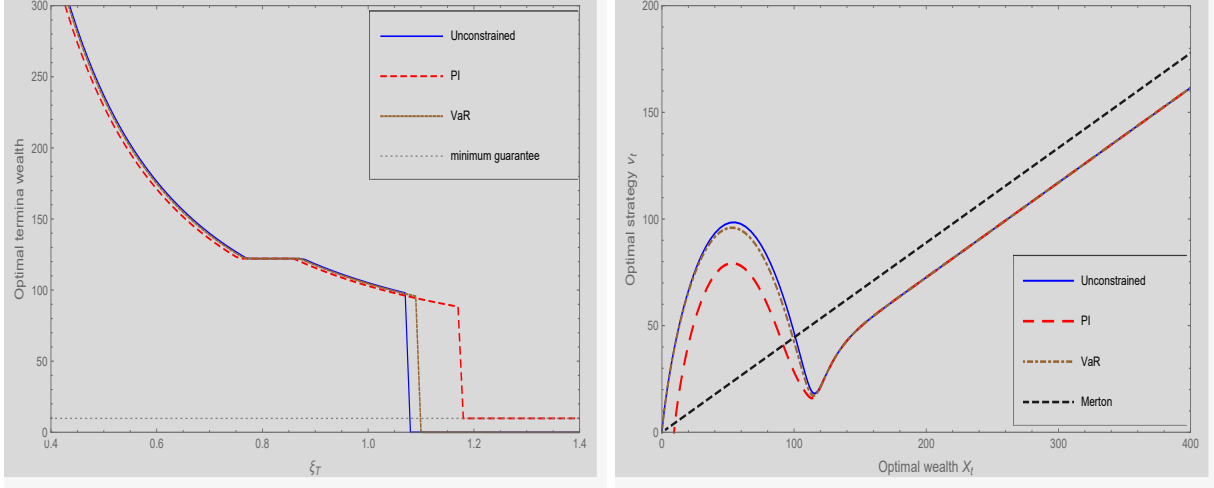 300
250
200
150
100
50
0
0.4
0.6
0.8
1.0
1.2
1.4
Optimal termina wealth
ξT
Unconstrained
PI
VaR
minimum guarantee
200
150
100
50
0
0
100
200
300
400
Optimal strategy νt
Optimal wealth Xt
Unconstrained
PI
VaR
Merton